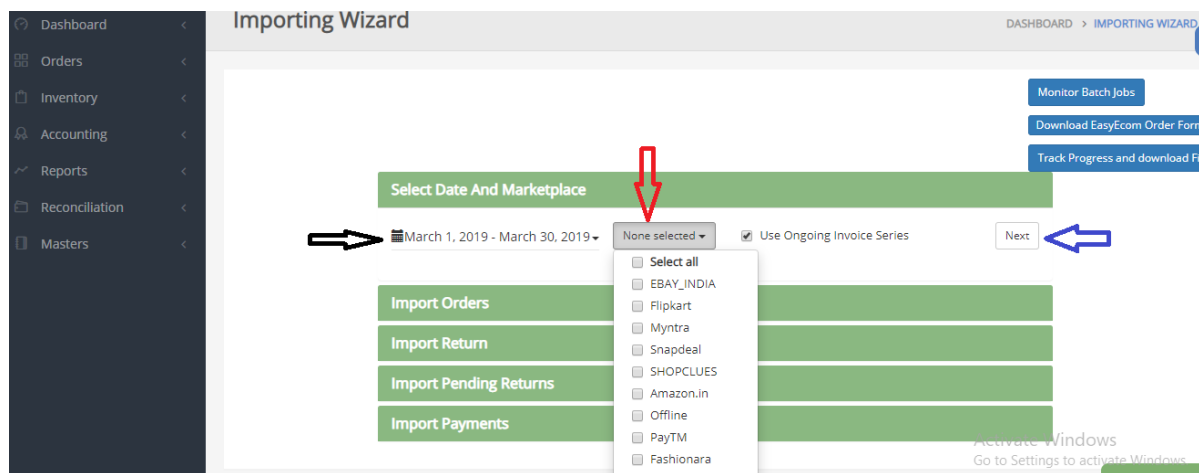 Dashboard
Orders
Inventory
Accounting
Reports
Reconciliation
Masters
Importing Wizard
DASHBOARD > IMPORTING WIZARD
Monitor Batch Jobs
Download EasyEcom Order Form
Track Progress and download Fi
Select Date And Marketplace
March 1, 2019 - March 30, 2019
None selected
Use Ongoing Invoice Series
Next
Select all
EBAY_INDIA
Flipkart
Myntra
Snapdeal
SHOPCLUES
Amazon.in
Offline
PayTM
Fashionara
Import Orders
Import Return
Import Pending Returns
Import Payments
Activate Windows
Go to Settings to activate Windows.